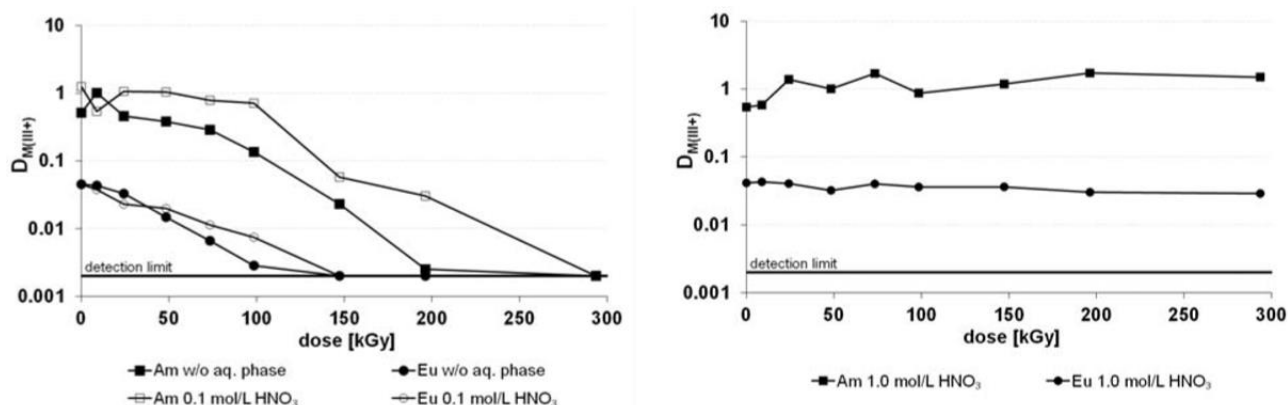 10
1
0.1
0.01
0.001
D_M(III+)
detection limit
0 50 100 150 200 250 300
dose [kGy]
Am w/o aq. phase Eu w/o aq. phase
Am 0.1 mol/L HNO₃ Eu 0.1 mol/L HNO₃
10
1
0.1
0.01
0.001
D_M(III+)
detection limit
0 50 100 150 200 250 300
dose [kGy]
Am 1.0 mol/L HNO₃ Eu 1.0 mol/L HNO₃